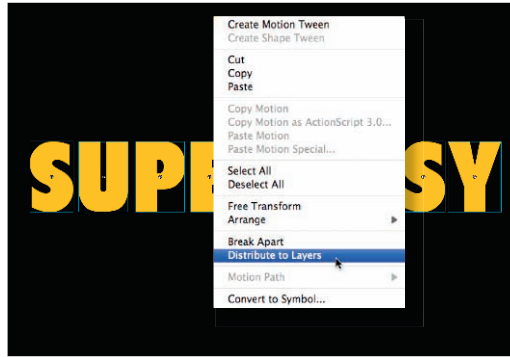 Create Motion Tween
Create Shape Tween
Cut
Copy
Paste
Copy Motion
Copy Motion as ActionScript 3.0...
Paste Motion
Paste Motion Special...
Select All
Deselect All
Free Transform
Arrange
Break Apart
Distribute to Layers
Motion Path
Convert to Symbol...
SUPE SY